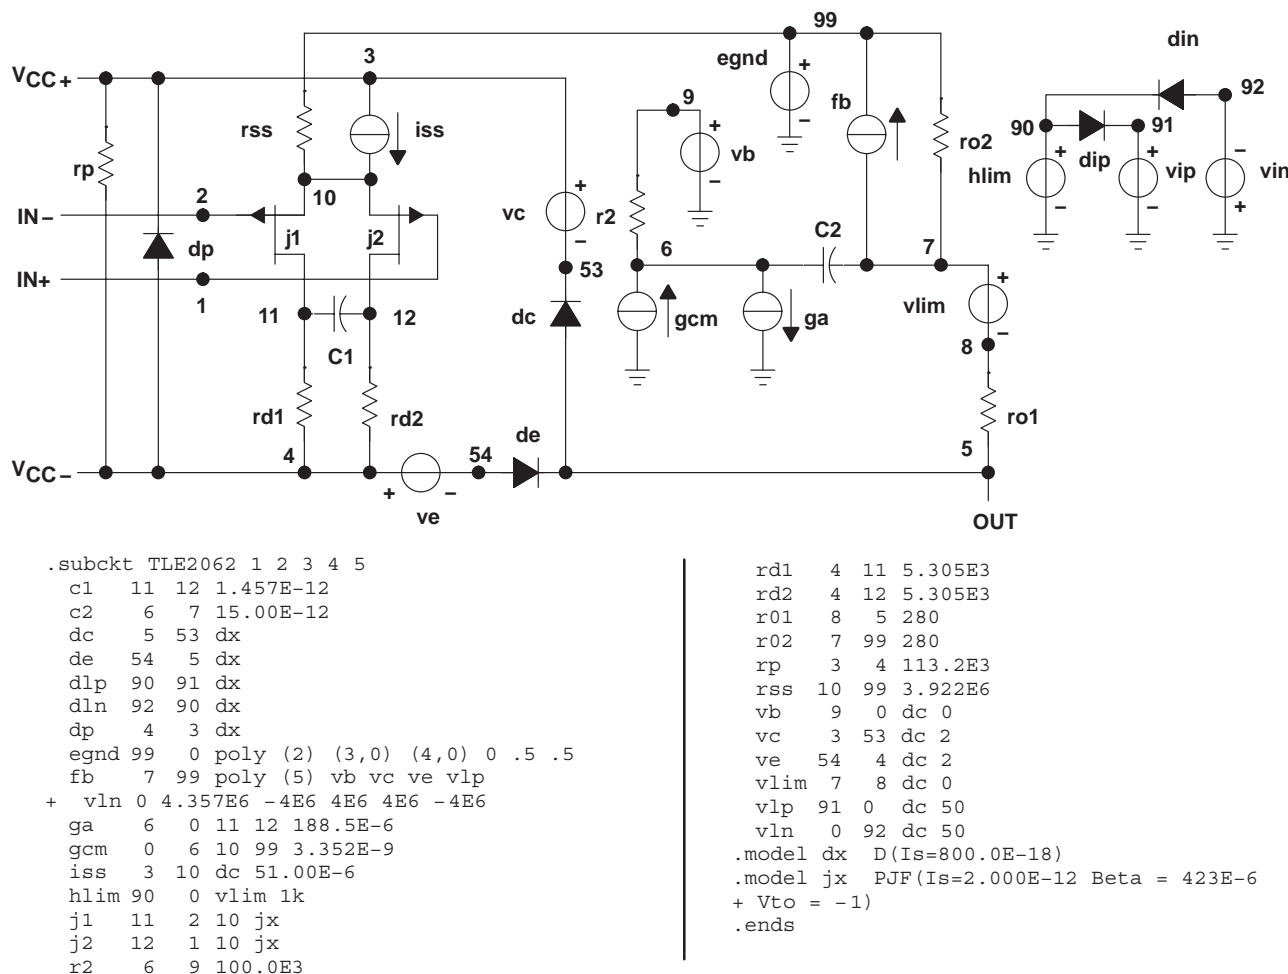 99
din
3
egnd
+
92
VCC+
9
fb
91
90
+
+
+
−
rss
iss
vb
ro2
dip
−
rp
hlim
vip
vin
10
+
−
−
−
+
2
vc
r2
IN−
C2
j1
j2
−
6
7
dp
53
IN+
+
1
gcm
ga
vlim
11
12
dc
−
8
C1
rd1
rd2
ro1
de
4
54
5
VCC−
+
−
OUT
ve
.subckt TLE2062 1 2 3 4 5
c1 11 12 1.457E−12
c2 6 7 15.00E−12
dc 5 53 dx
de 54 5 dx
dlp 90 91 dx
dln 92 90 dx
dp 4 3 dx
egnd 99 0 poly (2) (3,0) (4,0) 0 .5 .5
fb 7 99 poly (5) vb vc ve vlp
+ vln 0 4.357E6 −4E6 4E6 4E6 −4E6
ga 6 0 11 12 188.5E−6
gcm 0 6 10 99 3.352E−9
iss 3 10 dc 51.00E−6
hlim 90 0 vlim 1k
j1 11 2 10 jx
j2 12 1 10 jx
r2 6 9 100.0E3
rd1 4 11 5.305E3
rd2 4 12 5.305E3
r01 8 5 280
r02 7 99 280
rp 3 4 113.2E3
rss 10 99 3.922E6
vb 9 0 dc 0
vc 3 53 dc 2
ve 54 4 dc 2
vlim 7 8 dc 0
vlp 91 0 dc 50
vln 0 92 dc 50
.model dx D(Is=800.0E−18)
.model jx PJF(Is=2.000E−12 Beta = 423E−6
+ Vto = −1)
.ends